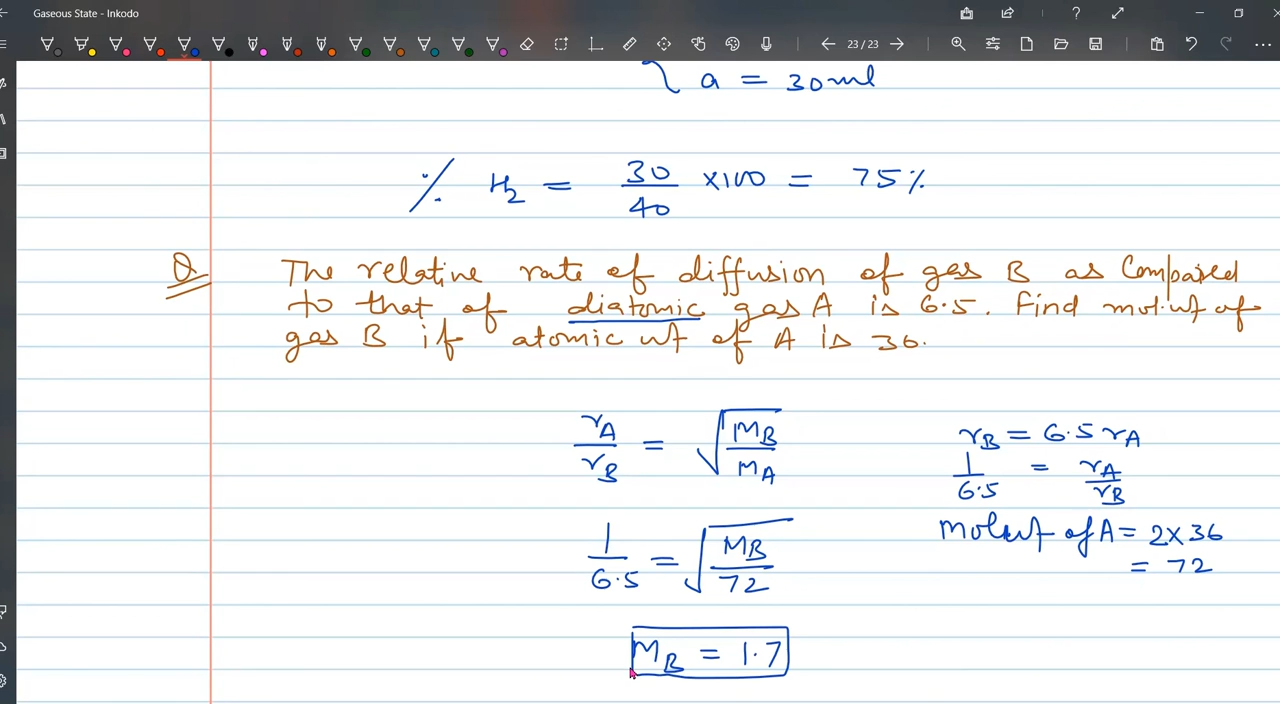 Gaseous State - Inkodo
23/23
a = 30ml
% H2 = 30/40 ×100 = 75%
Q The relative rate of diffusion of gas B as Compared
to that of diatomic gas A is 6.5. Find mol.wt of
gas B if atomic wt of A is 36.
rA/rB = √(MB/MA)
rB = 6.5 rA
1/6.5 = rA/rB
mol.wt of A = 2×36
= 72
1/6.5 = √(MB/72)
MB = 1.7